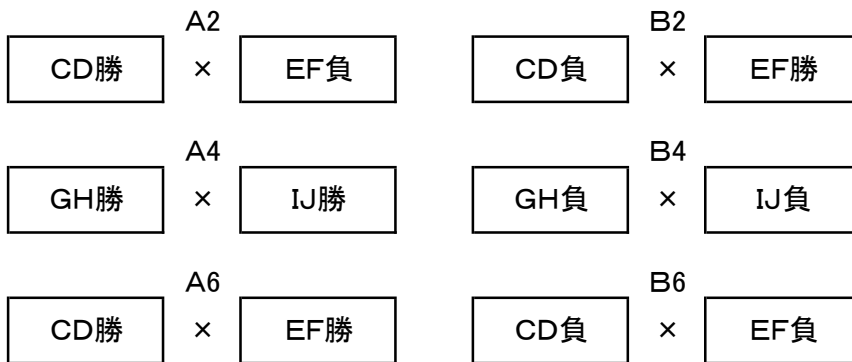 A2 B2
CD勝 × EF負 CD負 × EF勝
A4 B4
GH勝 × IJ勝 GH負 × IJ負
A6 B6
CD勝 × EF勝 CD負 × EF負